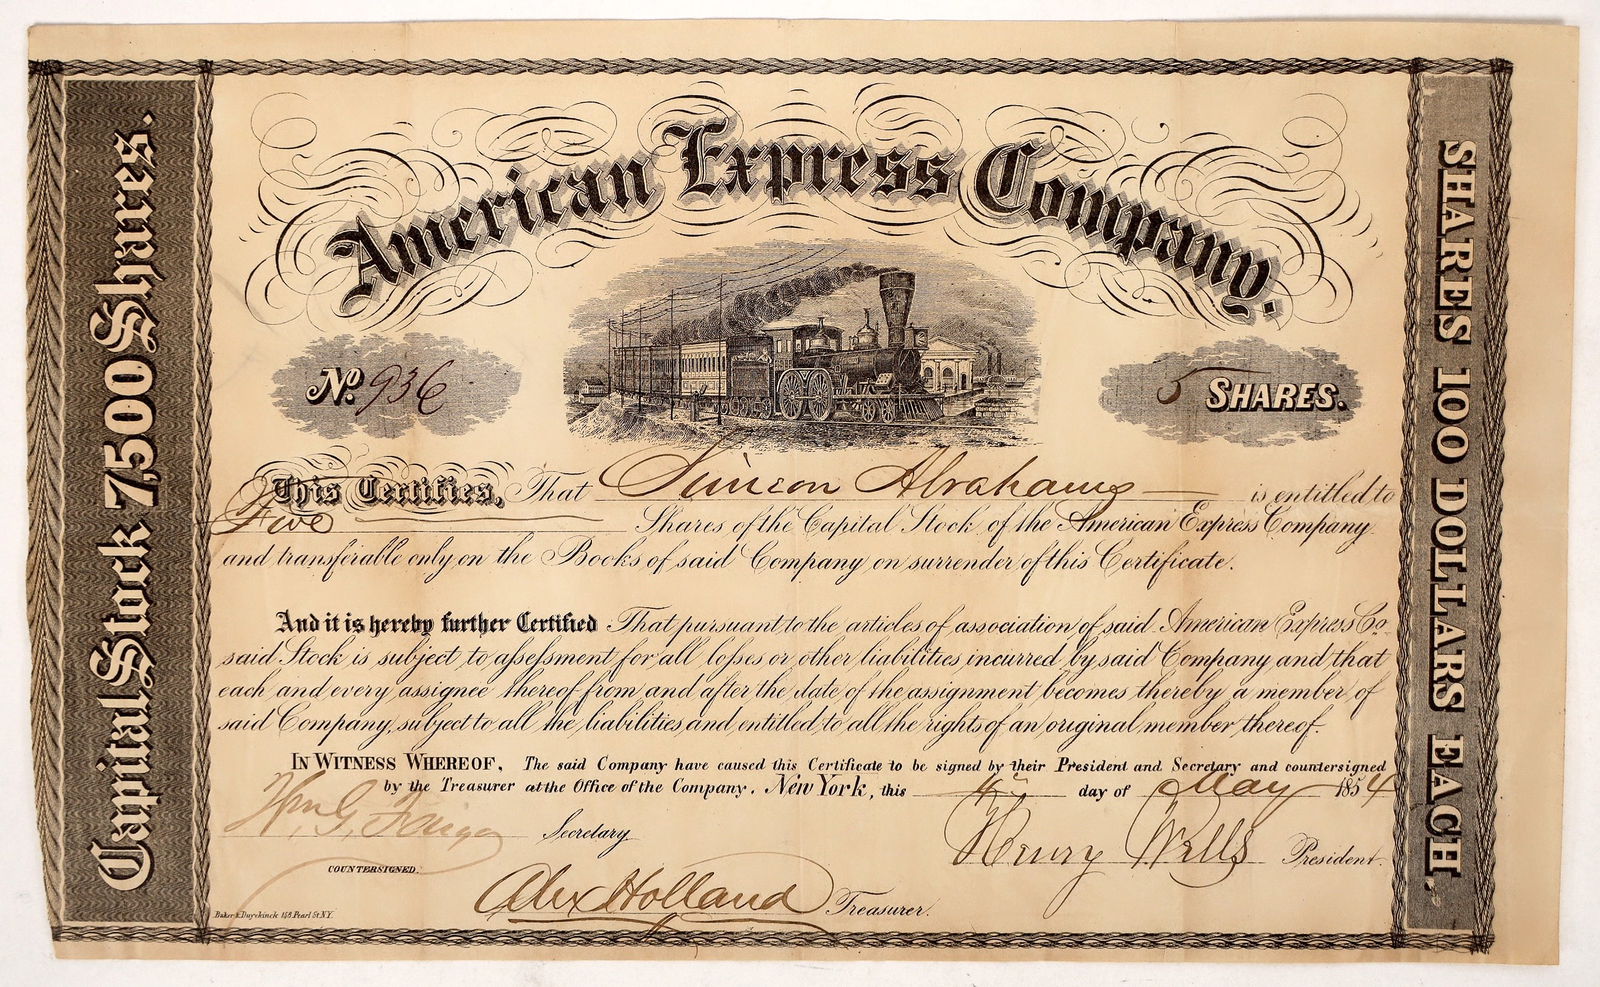 American Express Company.
Capital Stock 7,500 Shares.
SHARES 100 DOLLARS EACH.
No. 936
5 SHARES.
This Certifies, That Simeon Abrahams is entitled to
Five Shares of the Capital Stock of the American Express Company
and transferable only on the Books of said Company on surrender of this Certificate.
And it is hereby further Certified That pursuant to the articles of association of said American Express Co.
said Stock is subject to assessment for all losses or other liabilities incurred by said Company and that
each and every assignee thereof from and after the date of the assignment becomes thereby a member of
said Company, subject to all the liabilities and entitled to all the rights of an original member thereof.
IN WITNESS WHEREOF, The said Company have caused this Certificate to be signed by their President and Secretary and countersigned
by the Treasurer at the Office of the Company. New York, this 4th day of May 1854
Wm G. Fargo Secretary
Henry Wells President.
COUNTERSIGNED.
Alex Holland Treasurer.
Baker & Duyckinck 158 Pearl St N.Y.